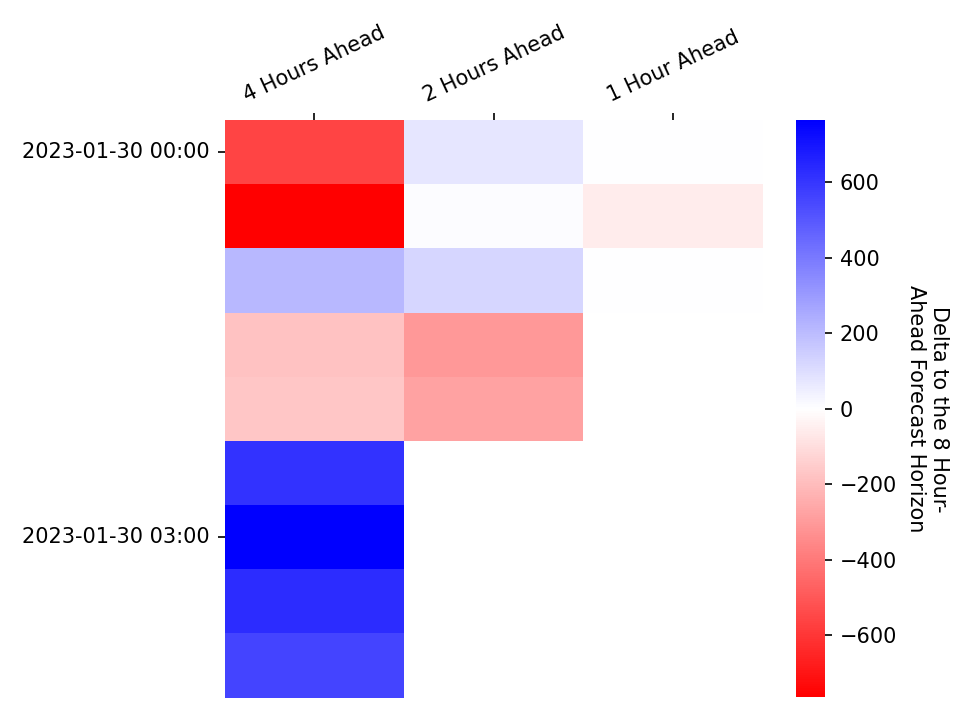 4 Hours Ahead
2 Hours Ahead
1 Hour Ahead
2023-01-30 00:00
2023-01-30 03:00
600
400
200
0
−200
−400
−600
Delta to the 8 Hour-
Ahead Forecast Horizon